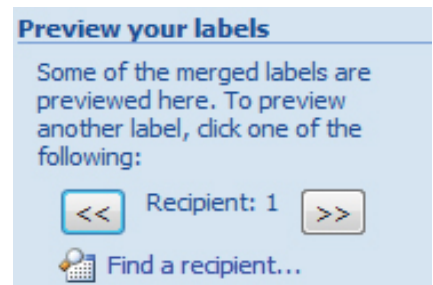 Preview your labels
Some of the merged labels are
previewed here. To preview
another label, click one of the
following:
<< Recipient: 1 >>
Find a recipient...